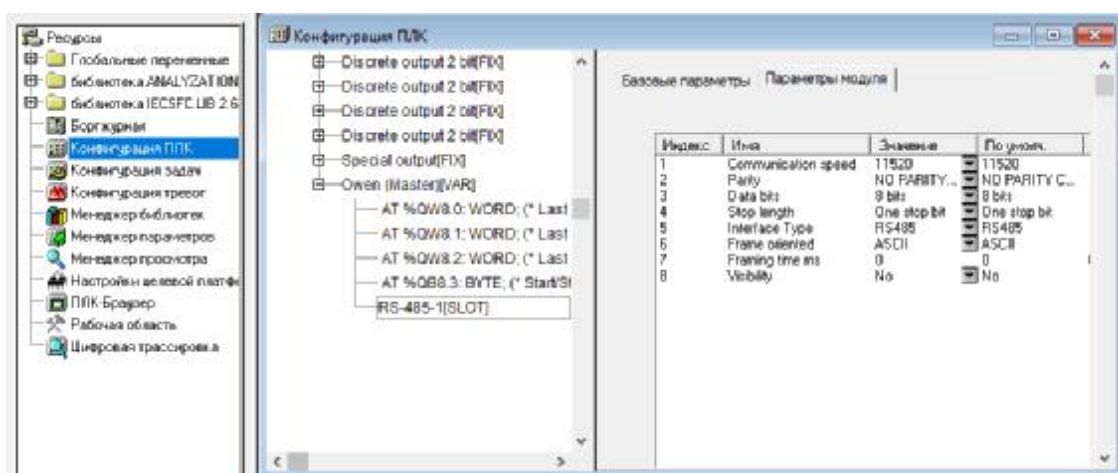 Ресурсы
Глобальные переменные
библиотека ANALYZATION
библиотека IECSFC.LIB 2.6
Бортжурнал
Конфигурация ПЛК
Конфигурация задач
Конфигурация тревог
Менеджер библиотек
Менеджер параметров
Менеджер просмотра
Настройки целевой платф
ПЛК-Браузер
Рабочая область
Цифровая трассировка
Конфигурация ПЛК
Discrete output 2 bit[FIX]
Discrete output 2 bit[FIX]
Discrete output 2 bit[FIX]
Discrete output 2 bit[FIX]
Special output[FIX]
Owen (Master)[VAR]
AT %QW8.0: WORD; (* Last
AT %QW8.1: WORD; (* Last
AT %QW8.2: WORD; (* Last
AT %QB8.3: BYTE; (* Start/St
RS-485-1[SLOT]
Базовые параметры Параметры модуля
Индекс Имя Значение По умолч.
1 Communication speed 11520 11520
2 Parity NO PARITY... NO PARITY C...
3 Data bits 8 bits 8 bits
4 Stop length One stop bit One stop bit
5 Interface Type RS485 RS485
6 Frame oriented ASCII ASCII
7 Framing time ms 0 0
8 Visibility No No